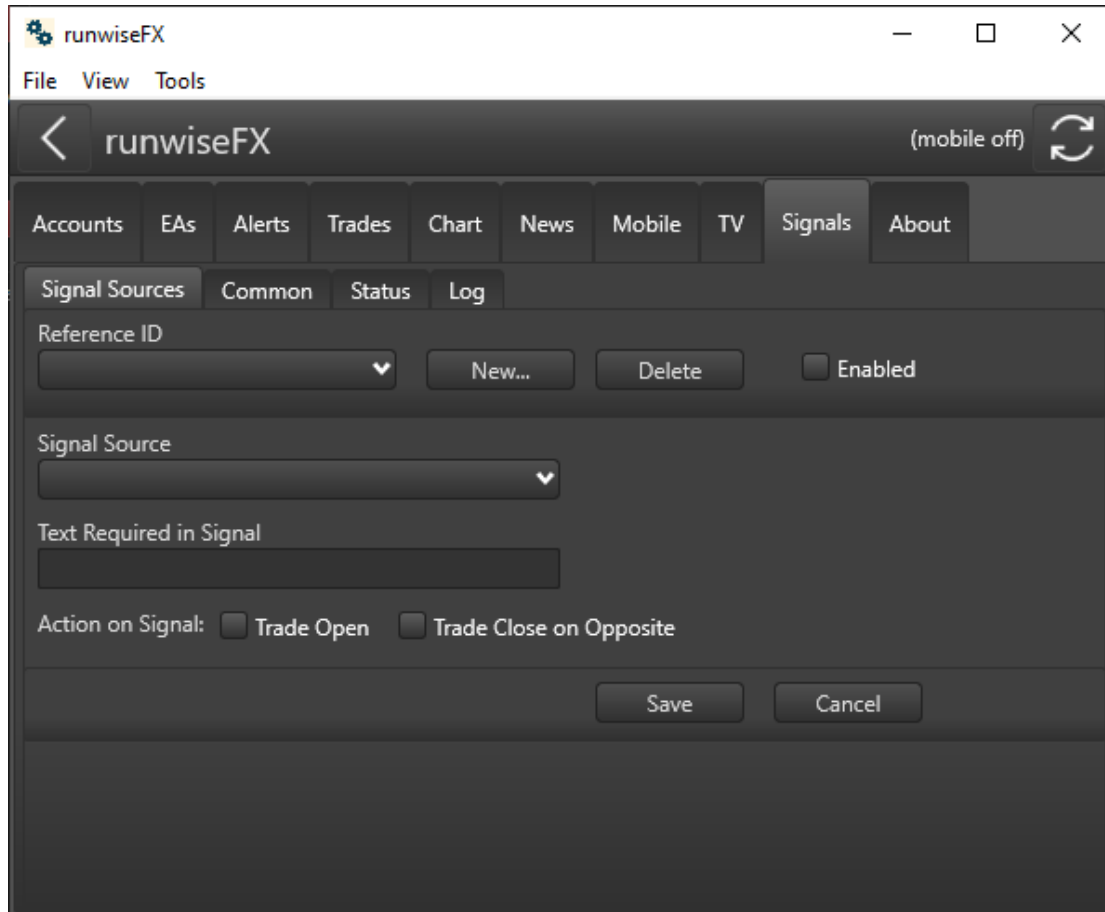 runwiseFX
File View Tools
runwiseFX (mobile off)
Accounts EAs Alerts Trades Chart News Mobile TV Signals About
Signal Sources Common Status Log
Reference ID
New... Delete Enabled
Signal Source
Text Required in Signal
Action on Signal: Trade Open Trade Close on Opposite
Save Cancel